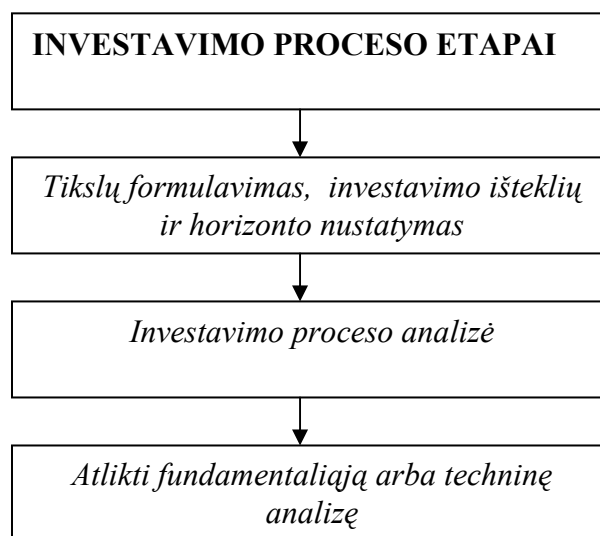 INVESTAVIMO PROCESO ETAPAI
Tikslų formulavimas, investavimo išteklių
ir horizonto nustatymas
Investavimo proceso analizė
Atlikti fundamentaliąją arba techninę
analizę